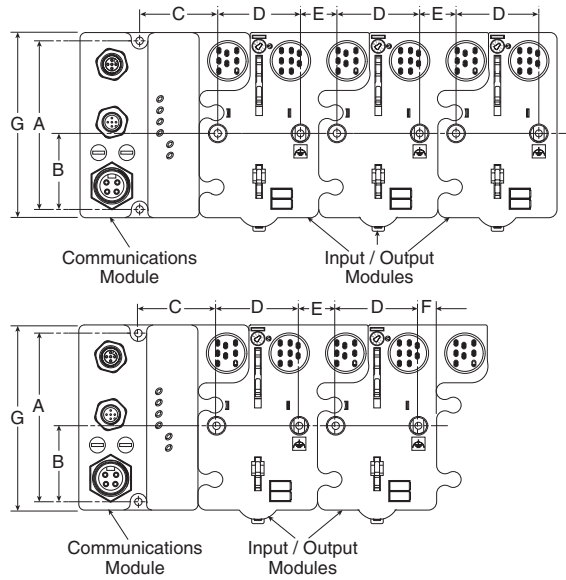 C D E D E D
G A
B
Communications
Module
Input / Output
Modules
C D E D F
G A
B
Communications
Module
Input / Output
Modules